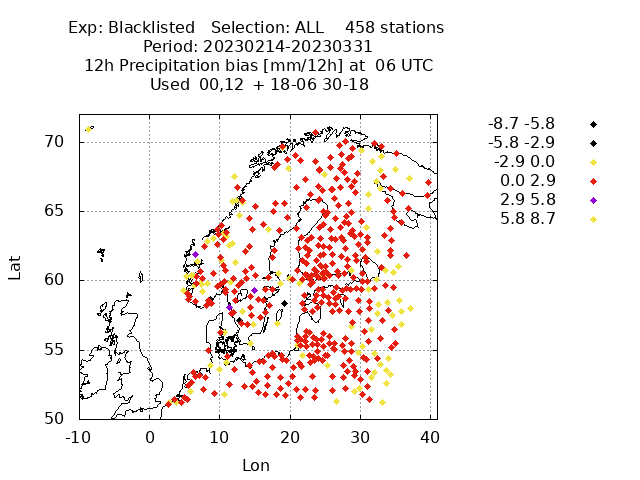 Exp: Blacklisted   Selection: ALL    458 stations
Period: 20230214-20230331
12h Precipitation bias [mm/12h] at  06 UTC
Used  00,12  + 18-06 30-18
-8.7 -5.8
-5.8 -2.9
-2.9 0.0
0.0 2.9
2.9 5.8
5.8 8.7
70
65
60
55
50
Lat
-10 0 10 20 30 40
Lon